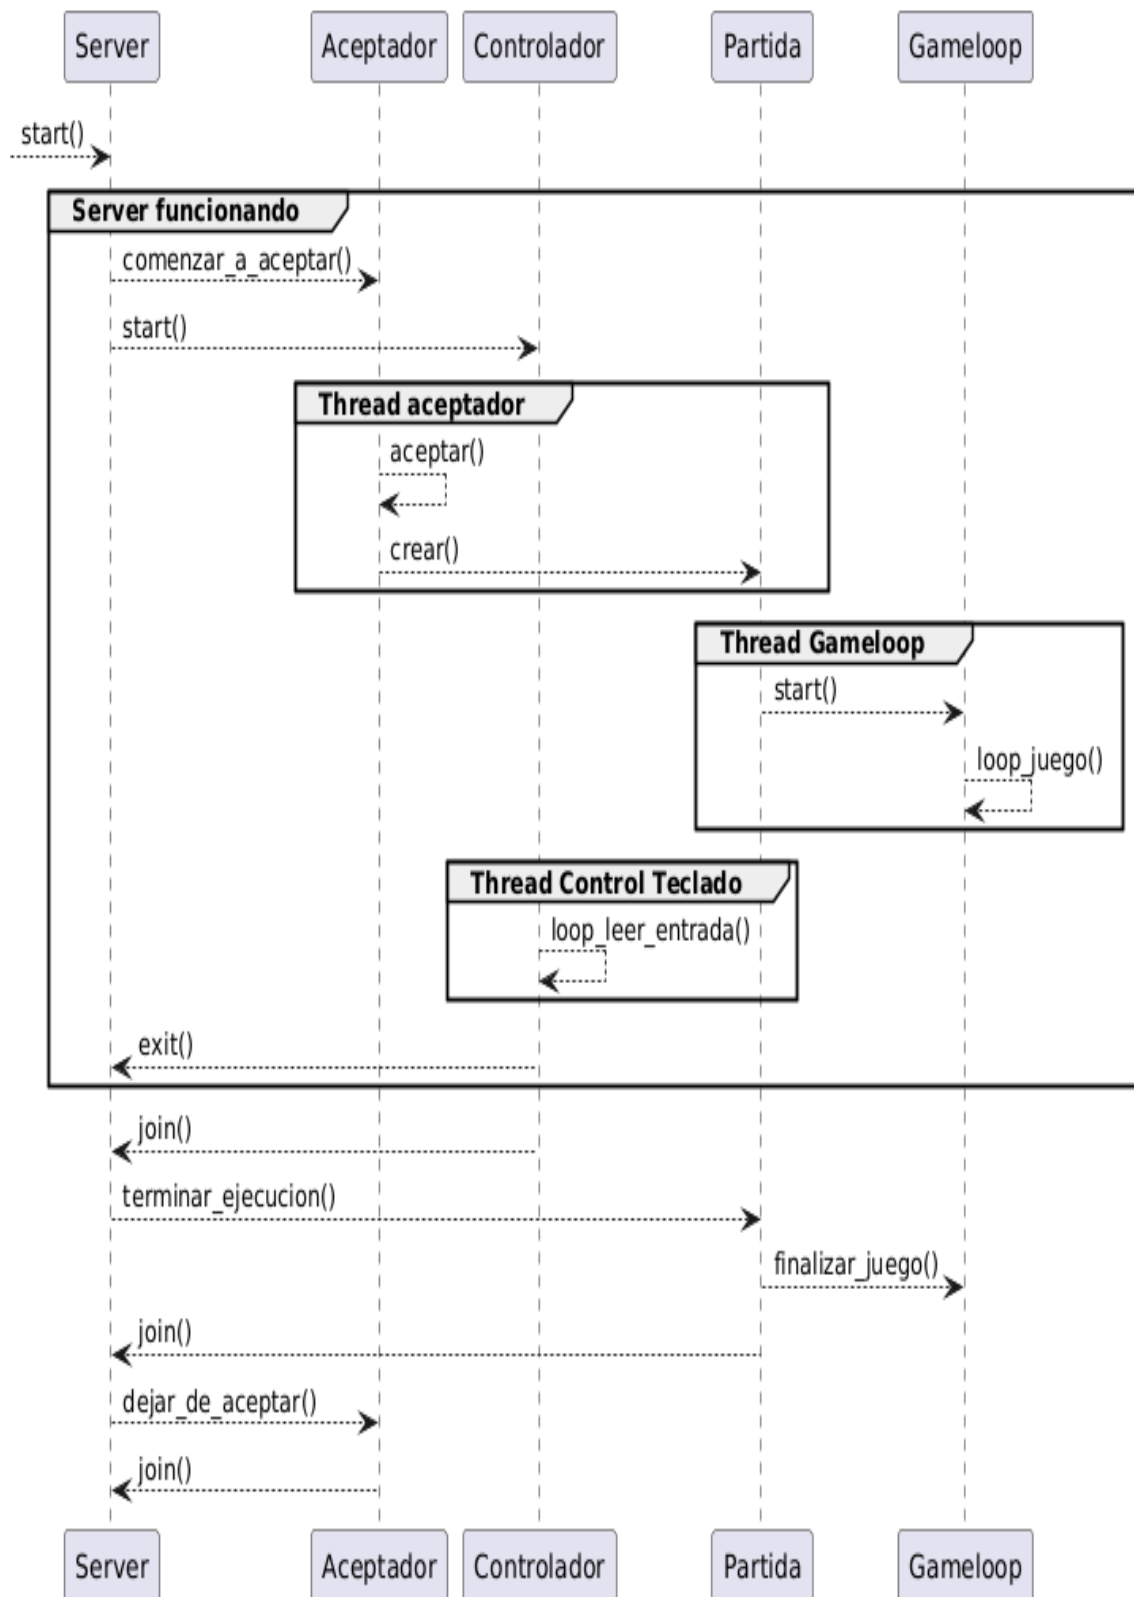 Server Aceptador Controlador Partida Gameloop
start()
Server funcionando
comenzar_a_aceptar()
start()
Thread aceptador
aceptar()
crear()
Thread Gameloop
start()
loop_juego()
Thread Control Teclado
loop_leer_entrada()
exit()
join()
terminar_ejecucion()
finalizar_juego()
join()
dejar_de_aceptar()
join()
Server Aceptador Controlador Partida Gameloop